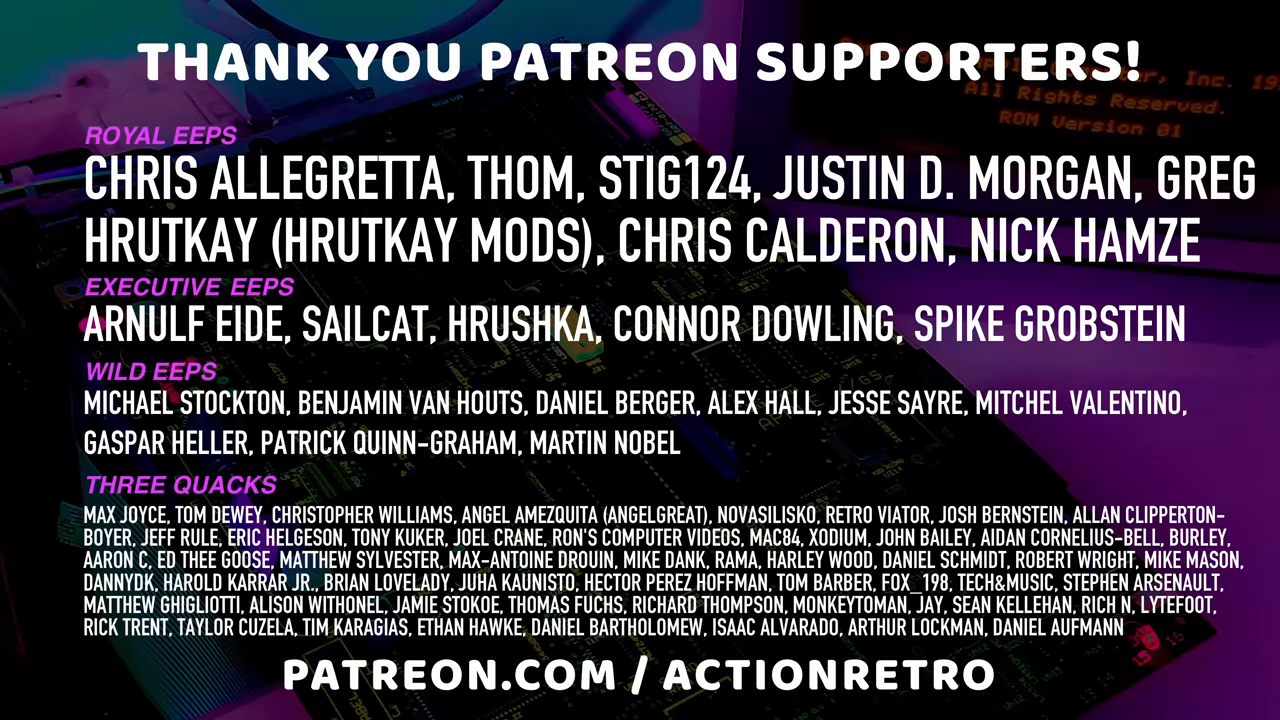 THANK YOU PATREON SUPPORTERS!
Apple Computer, Inc. 19
All Rights Reserved.
ROM Version 01
ROYAL EEPS
CHRIS ALLEGRETTA, THOM, STIG124, JUSTIN D. MORGAN, GREG
HRUTKAY (HRUTKAY MODS), CHRIS CALDERON, NICK HAMZE
EXECUTIVE EEPS
ARNULF EIDE, SAILCAT, HRUSHKA, CONNOR DOWLING, SPIKE GROBSTEIN
WILD EEPS
MICHAEL STOCKTON, BENJAMIN VAN HOUTS, DANIEL BERGER, ALEX HALL, JESSE SAYRE, MITCHEL VALENTINO,
GASPAR HELLER, PATRICK QUINN-GRAHAM, MARTIN NOBEL
THREE QUACKS
MAX JOYCE, TOM DEWEY, CHRISTOPHER WILLIAMS, ANGEL AMEZQUITA (ANGELGREAT), NOVASILISKO, RETRO VIATOR, JOSH BERNSTEIN, ALLAN CLIPPERTON-
BOYER, JEFF RULE, ERIC HELGESON, TONY KUKER, JOEL CRANE, RON'S COMPUTER VIDEOS, MAC84, XODIUM, JOHN BAILEY, AIDAN CORNELIUS-BELL, BURLEY,
AARON C, ED THEE GOOSE, MATTHEW SYLVESTER, MAX-ANTOINE DROUIN, MIKE DANK, RAMA, HARLEY WOOD, DANIEL SCHMIDT, ROBERT WRIGHT, MIKE MASON,
DANNYDK, HAROLD KARRAR JR., BRIAN LOVELADY, JUHA KAUNISTO, HECTOR PEREZ HOFFMAN, TOM BARBER, FOX_198, TECH&MUSIC, STEPHEN ARSENAULT,
MATTHEW GHIGLIOTTI, ALISON WITHONEL, JAMIE STOKOE, THOMAS FUCHS, RICHARD THOMPSON, MONKEYTOMAN, JAY, SEAN KELLEHAN, RICH N, LYTEFOOT,
RICK TRENT, TAYLOR CUZELA, TIM KARAGIAS, ETHAN HAWKE, DANIEL BARTHOLOMEW, ISAAC ALVARADO, ARTHUR LOCKMAN, DANIEL AUFMANN
PATREON.COM / ACTIONRETRO